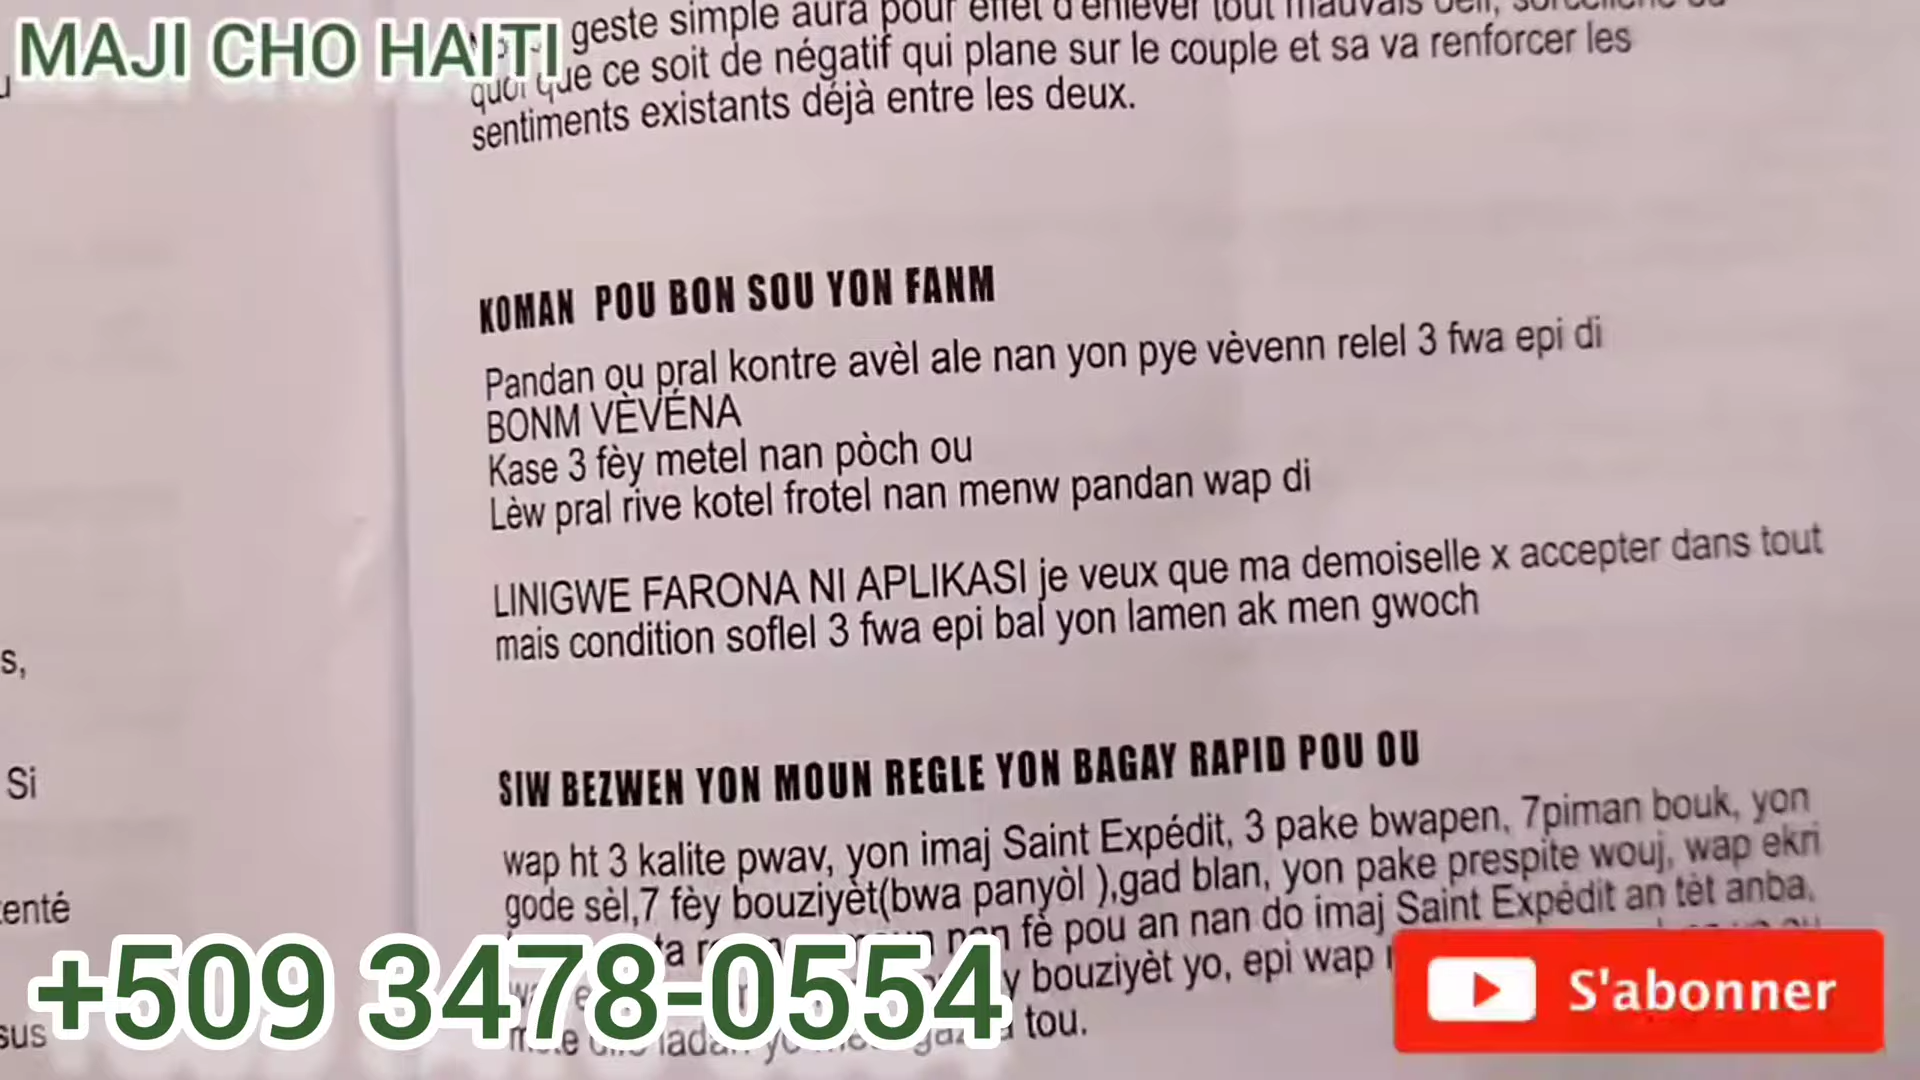 MAJI CHO HAITI
geste simple aura pour effet d'enlever tout mauvais oeil,
quoi que ce soit de négatif qui plane sur le couple et sa va renforcer les
sentiments existants déjà entre les deux.
KOMAN POU BON SOU YON FANM
Pandan ou pral kontre avèl ale nan yon pye vèvenn relel 3 fwa epi di
BONM VÈVÉNA
Kase 3 fèy metel nan pòch ou
Lèw pral rive kotel frotel nan menw pandan wap di
LINIGWE FARONA NI APLIKASI je veux que ma demoiselle x accepter dans tout
mais condition soflel 3 fwa epi bal yon lamen ak men gwoch
s,
SIW BEZWEN YON MOUN REGLE YON BAGAY RAPID POU OU
Si
wap ht 3 kalite pwav, yon imaj Saint Expédit, 3 pake bwapen, 7piman bouk, yon
gode sèl,7 fèy bouziyèt(bwa panyòl ),gad blan, yon pake prespite wouj, wap ekri
enté
fè pou an nan do imaj Saint Expédit an tèt anba,
bouziyèt yo, epi wap
sus
tou.
+509 3478-0554
S'abonner